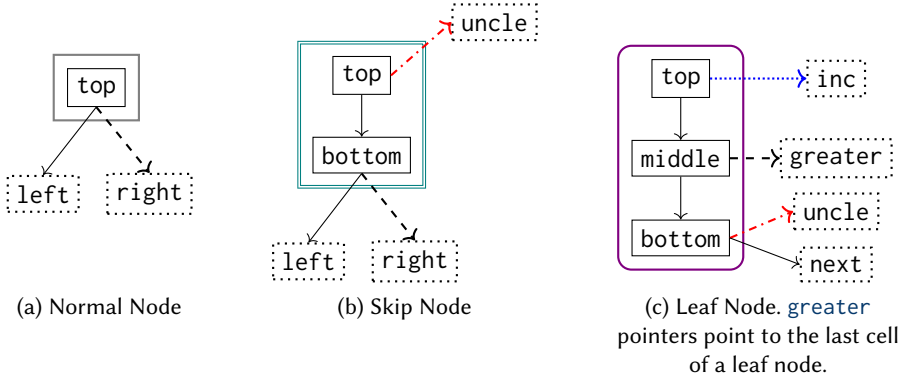 top
left
right
(a) Normal Node
uncle
top
bottom
left
right
(b) Skip Node
top
inc
middle
greater
uncle
bottom
next
(c) Leaf Node. greater
pointers point to the last cell
of a leaf node.